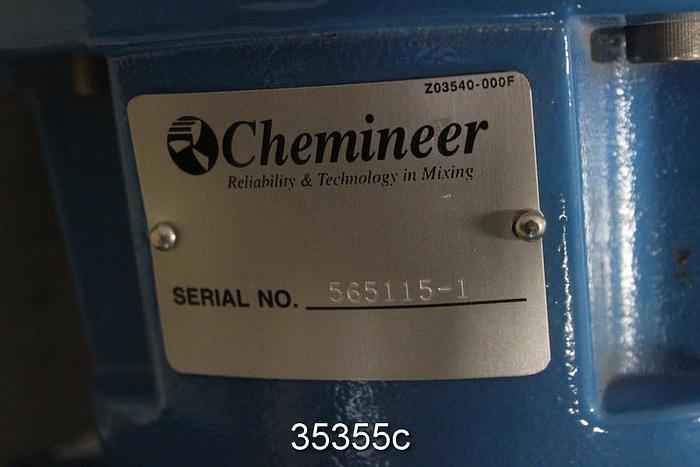 Z03540-000F
Chemineer
Reliability & Technology in Mixing
SERIAL NO. 565115-1
35355c